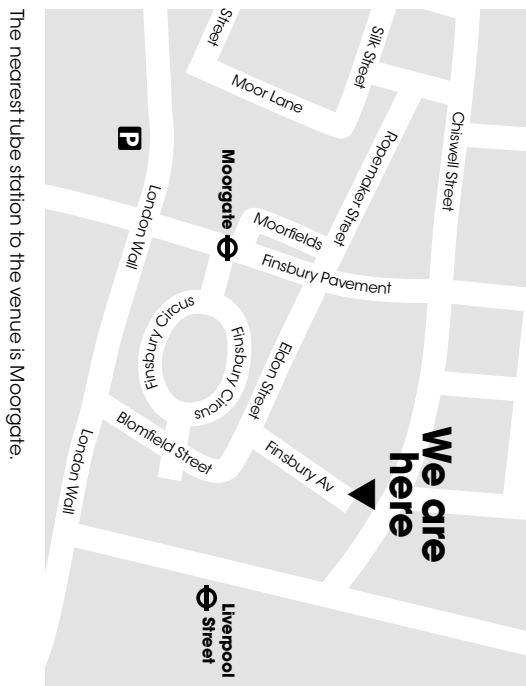 Street
Silk Street
Moor Lane
Chiswell Street
Ropemaker Street
P
Moorgate
London Wall
Moorfields
Finsbury Pavement
Finsbury Circus
Finsbury Circus
Eldon Street
Blomfield Street
Finsbury Av
London Wall
We are
here
Liverpool
Street
The nearest tube station to the venue is Moorgate.